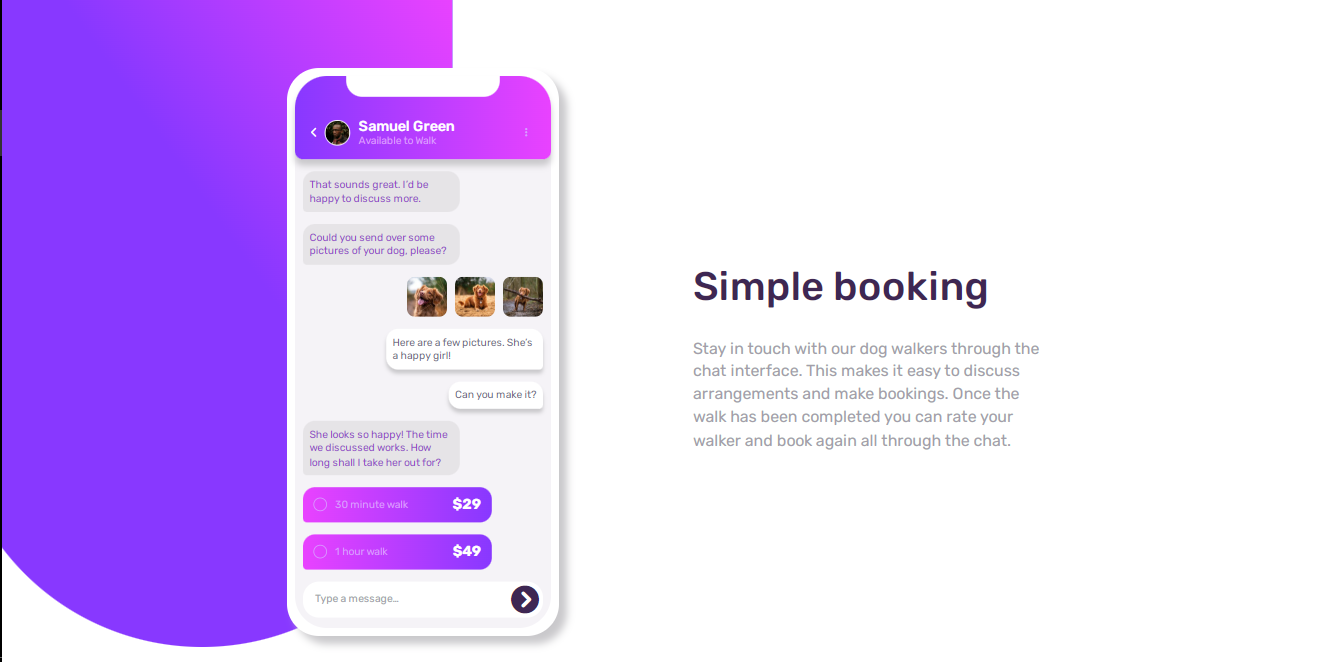 Samuel Green
Available to Walk
That sounds great. I'd be
happy to discuss more.
Could you send over some
pictures of your dog, please?
Here are a few pictures. She's
a happy girl!
Can you make it?
She looks so happy! The time
we discussed works. How
long shall I take her out for?
30 minute walk $29
1 hour walk $49
Type a message...
Simple booking
Stay in touch with our dog walkers through the
chat interface. This makes it easy to discuss
arrangements and make bookings. Once the
walk has been completed you can rate your
walker and book again all through the chat.